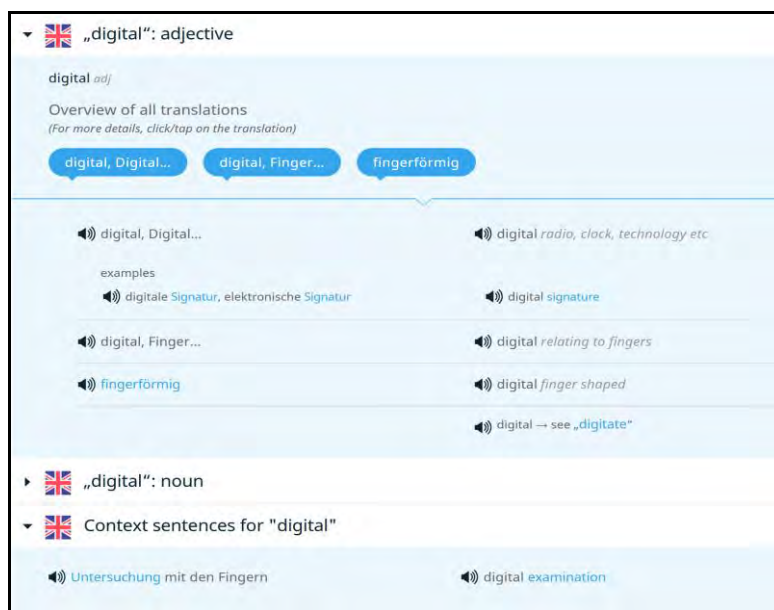 „digital“: adjective
digital adj
Overview of all translations
(For more details, click/tap on the translation)
digital, Digital... digital, Finger... fingerförmig
digital, Digital... digital radio, clock, technology etc
examples
digitale Signatur, elektronische Signatur digital signature
digital, Finger... digital relating to fingers
fingerförmig digital finger shaped
digital → see „digitate“
„digital“: noun
Context sentences for "digital"
Untersuchung mit den Fingern digital examination